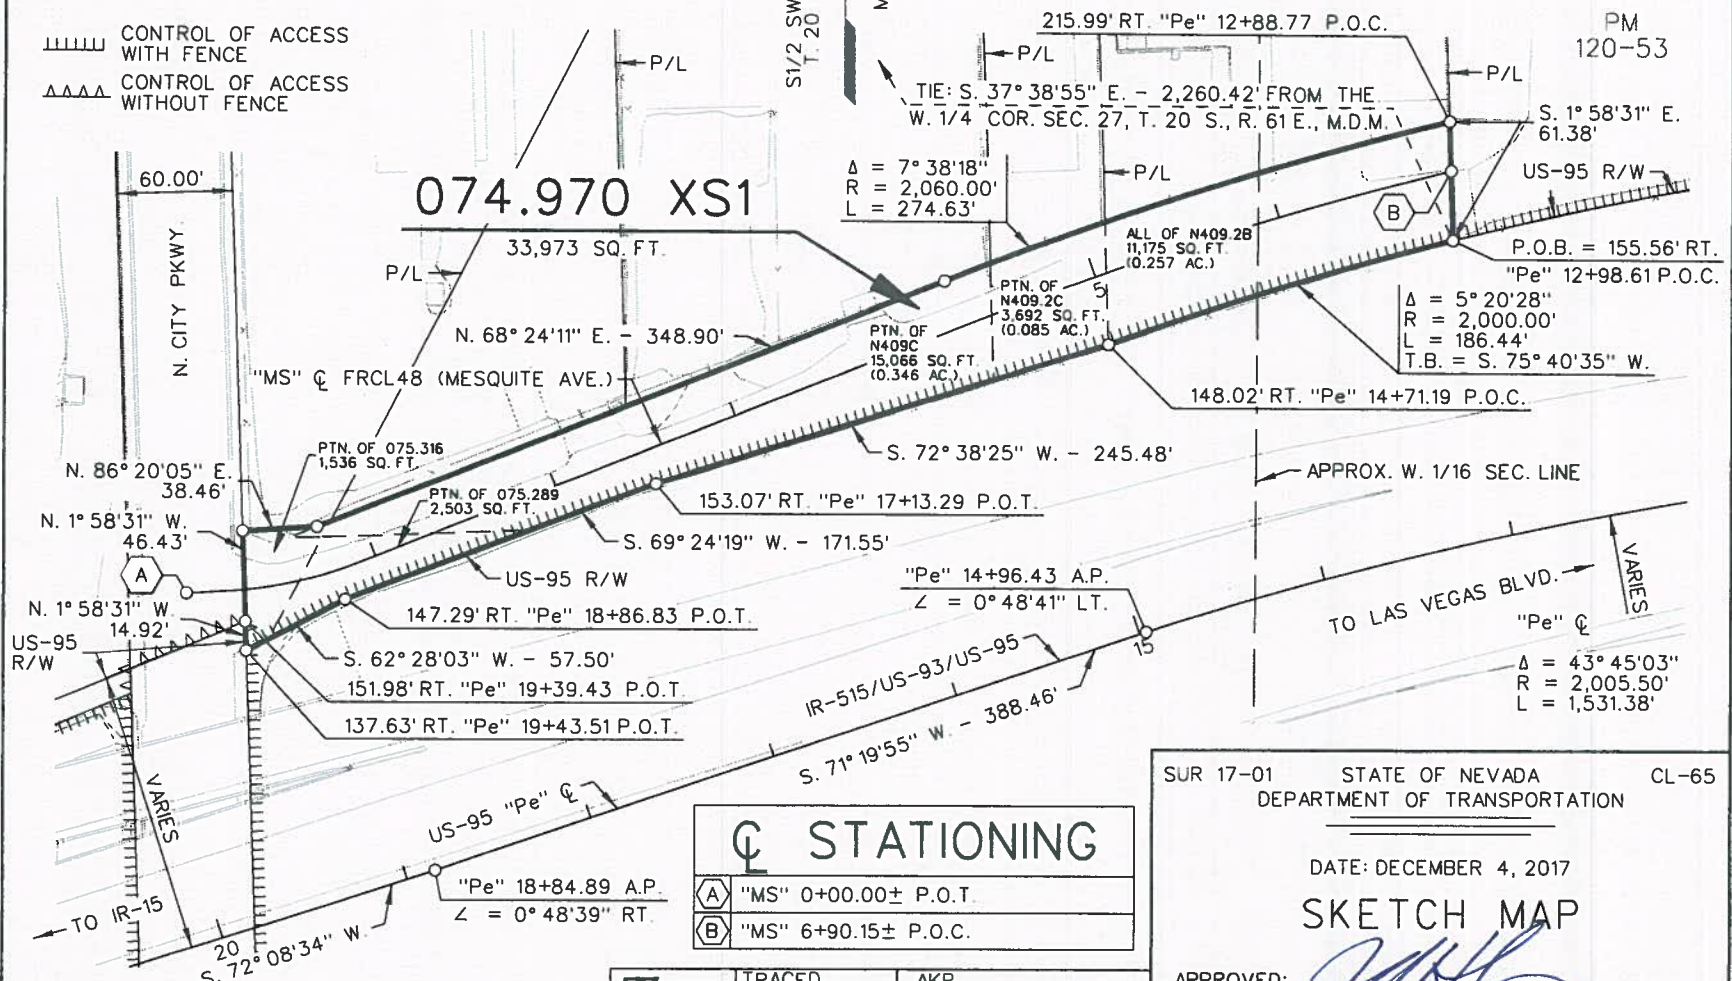 CONTROL OF ACCESS
WITH FENCE
CONTROL OF ACCESS
WITHOUT FENCE
S1/2 SW
T. 20
215.99' RT. "Pe" 12+88.77 P.O.C.
PM
120-53
P/L
P/L
P/L
TIE: S. 37° 38'55" E. - 2,260.42' FROM THE
W. 1/4 COR. SEC. 27, T. 20 S., R. 61 E., M.D.M.
S. 1° 58'31" E.
61.38'
US-95 R/W
60.00'
N. CITY PKWY.
074.970 XS1
33,973 SQ. FT.
Δ = 7° 38'18"
R = 2,060.00'
L = 274.63'
P/L
P/L
B
ALL OF N409.2B
11,175 SQ. FT.
(0.257 AC.)
P.O.B. = 155.56' RT.
"Pe" 12+98.61 P.O.C.
PTN. OF
N409.2C
3,692 SQ. FT.
(0.085 AC.)
5
Δ = 5° 20'28"
R = 2,000.00'
L = 186.44'
T.B. = S. 75° 40'35" W.
N. 68° 24'11" E. - 348.90'
PTN. OF
N409C
15,066 SQ. FT.
(0.346 AC.)
"MS" ℄ FRCL48 (MESQUITE AVE.)
148.02' RT. "Pe" 14+71.19 P.O.C.
PTN. OF 075.316
1,536 SQ. FT.
S. 72° 38'25" W. - 245.48'
N. 86° 20'05" E.
38.46'
APPROX. W. 1/16 SEC. LINE
PTN. OF 075.289
2,503 SQ. FT.
153.07' RT. "Pe" 17+13.29 P.O.T.
N. 1° 58'31" W.
46.43'
S. 69° 24'19" W. - 171.55'
A
US-95 R/W
"Pe" 14+96.43 A.P.
∠ = 0° 48'41" LT.
TO LAS VEGAS BLVD.
VARIES
N. 1° 58'31" W.
14.92'
147.29' RT. "Pe" 18+86.83 P.O.T.
"Pe" ℄
US-95
R/W
15
S. 62° 28'03" W. - 57.50'
IR-515/US-93/US-95
Δ = 43° 45'03"
R = 2,005.50'
L = 1,531.38'
151.98' RT. "Pe" 19+39.43 P.O.T.
137.63' RT. "Pe" 19+43.51 P.O.T.
S. 71° 19'55" W. - 388.46'
VARIES
US-95 "Pe" ℄
"Pe" 18+84.89 A.P.
∠ = 0° 48'39" RT.
TO IR-15
20
S. 72° 08'34" W.
℄ STATIONING
A "MS" 0+00.00± P.O.T.
B "MS" 6+90.15± P.O.C.
SUR 17-01 STATE OF NEVADA CL-65
DEPARTMENT OF TRANSPORTATION
DATE: DECEMBER 4, 2017
SKETCH MAP
APPROVED:
TRACED AKR